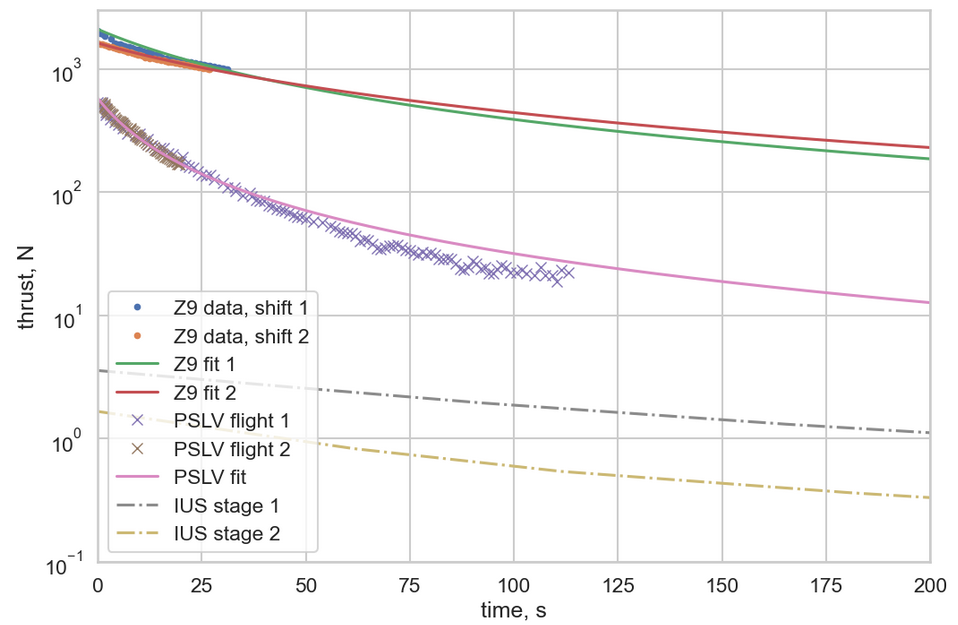 10³
10²
10¹
10⁰
10⁻¹
thrust, N
Z9 data, shift 1
Z9 data, shift 2
Z9 fit 1
Z9 fit 2
PSLV flight 1
PSLV flight 2
PSLV fit
IUS stage 1
IUS stage 2
0 25 50 75 100 125 150 175 200
time, s